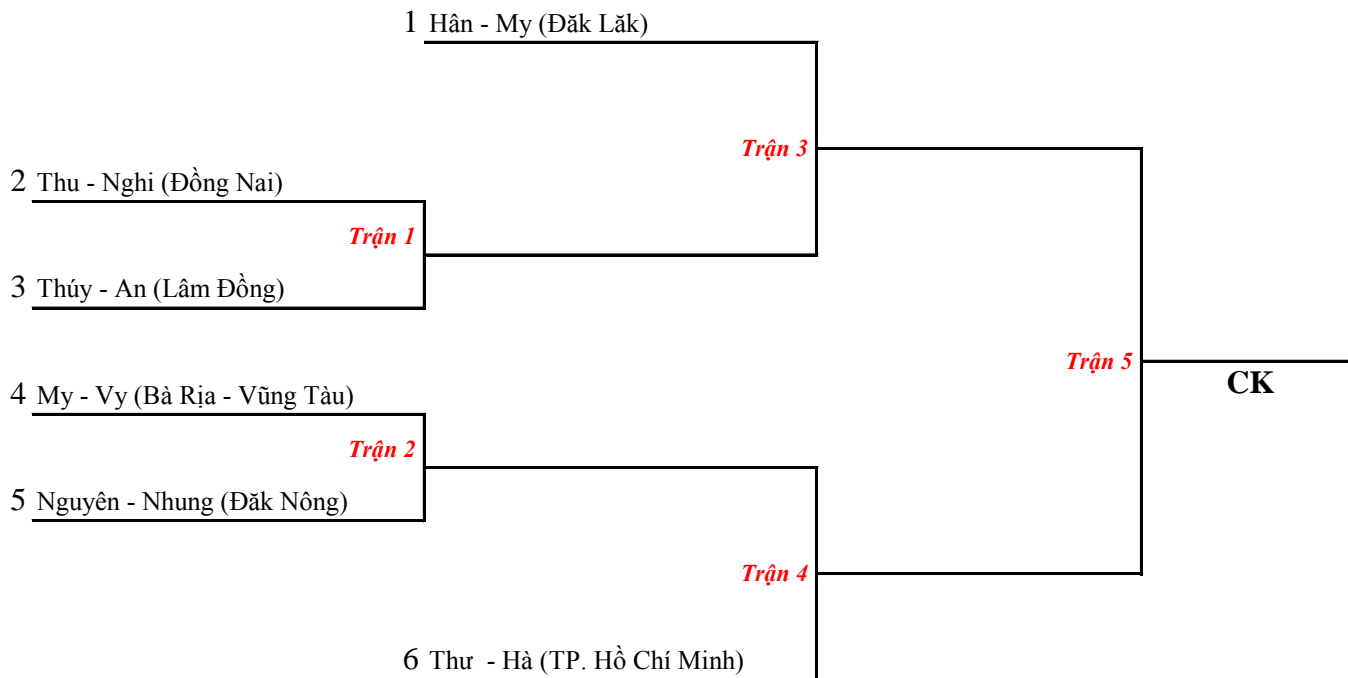 1 Hân - My (Đăk Lăk)
Trận 3
2 Thu - Nghi (Đồng Nai)
Trận 1
3 Thúy - An (Lâm Đồng)
Trận 5
CK
4 My - Vy (Bà Rịa - Vũng Tàu)
Trận 2
5 Nguyên - Nhung (Đăk Nông)
Trận 4
6 Thư - Hà (TP. Hồ Chí Minh)